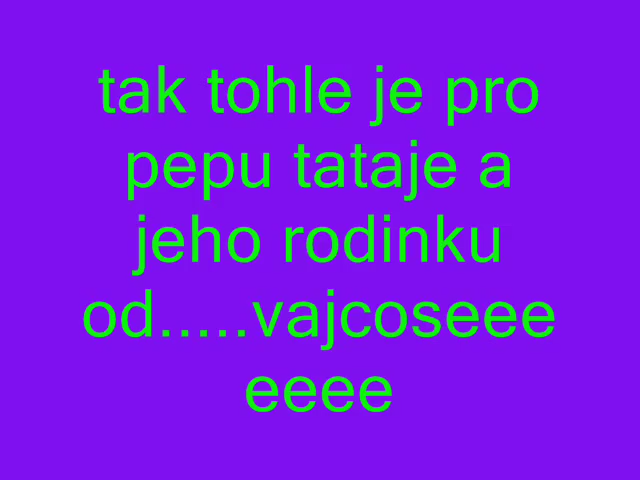 tak tohle je pro
pepu tataje a
jeho rodinku
od.....vajcoseee
eeee